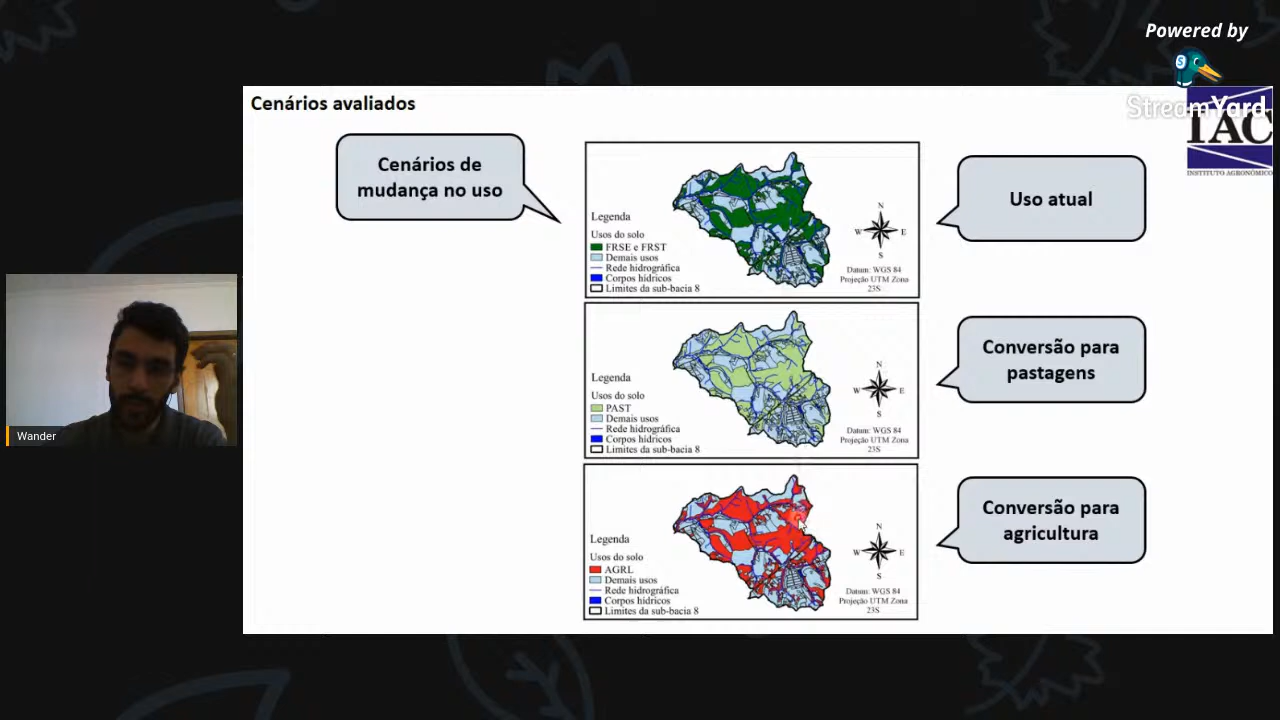 Powered by
StreamYard
Cenários avaliados
IAC
INSTITUTO AGRONÔMICO
Cenários de
mudança no uso
Legenda
Usos do solo
FRSE e FRST
Demais usos
Rede hidrográfica
Corpos hídricos
Limites da sub-bacia 8
N
W
E
S
Datum: WGS 84
Projeção UTM Zona
23S
Uso atual
Legenda
Usos do solo
PAST
Demais usos
Rede hidrográfica
Corpos hídricos
Limites da sub-bacia 8
N
W
E
S
Datum: WGS 84
Projeção UTM Zona
23S
Conversão para
pastagens
Wander
Legenda
Usos do solo
AGRL
Demais usos
Rede hidrográfica
Corpos hídricos
Limites da sub-bacia 8
N
W
E
S
Datum: WGS 84
Projeção UTM Zona
23S
Conversão para
agricultura